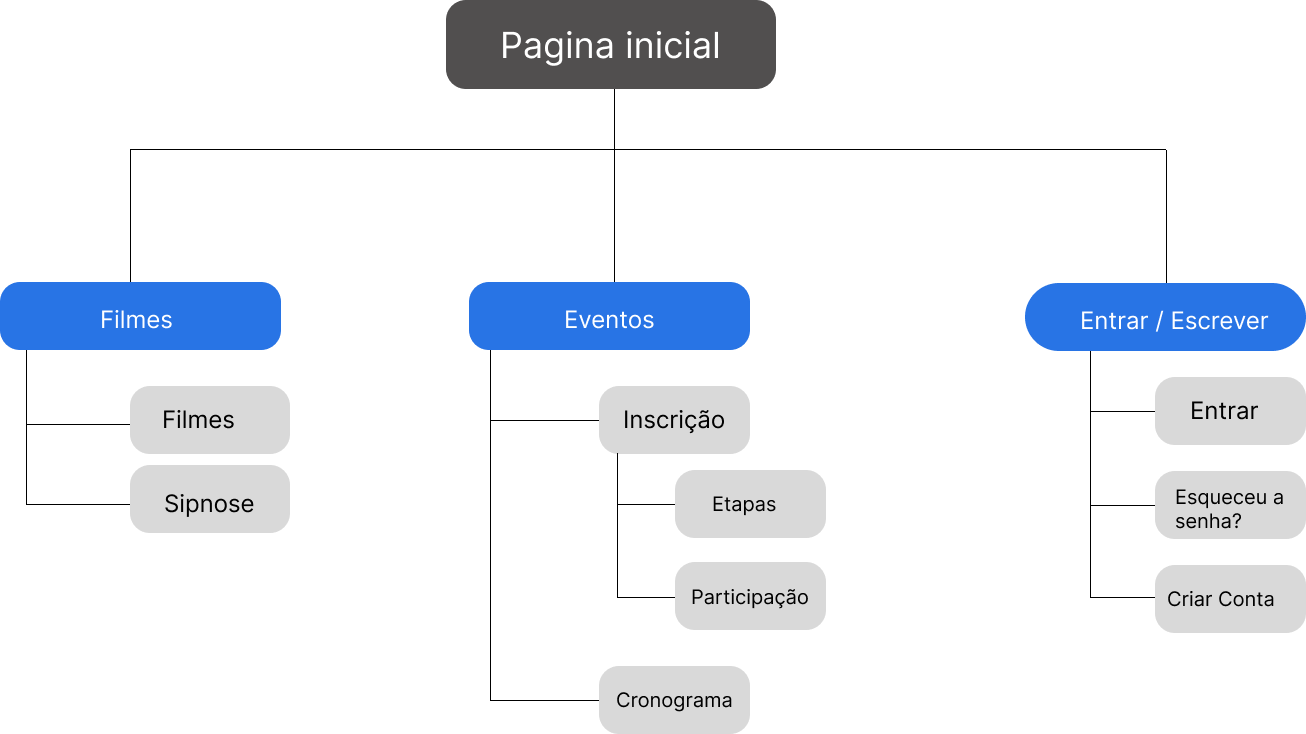 Pagina inicial
Filmes
Eventos
Entrar / Escrever
Filmes
Sipnose
Inscrição
Etapas
Participação
Cronograma
Entrar
Esqueceu a
senha?
Criar Conta